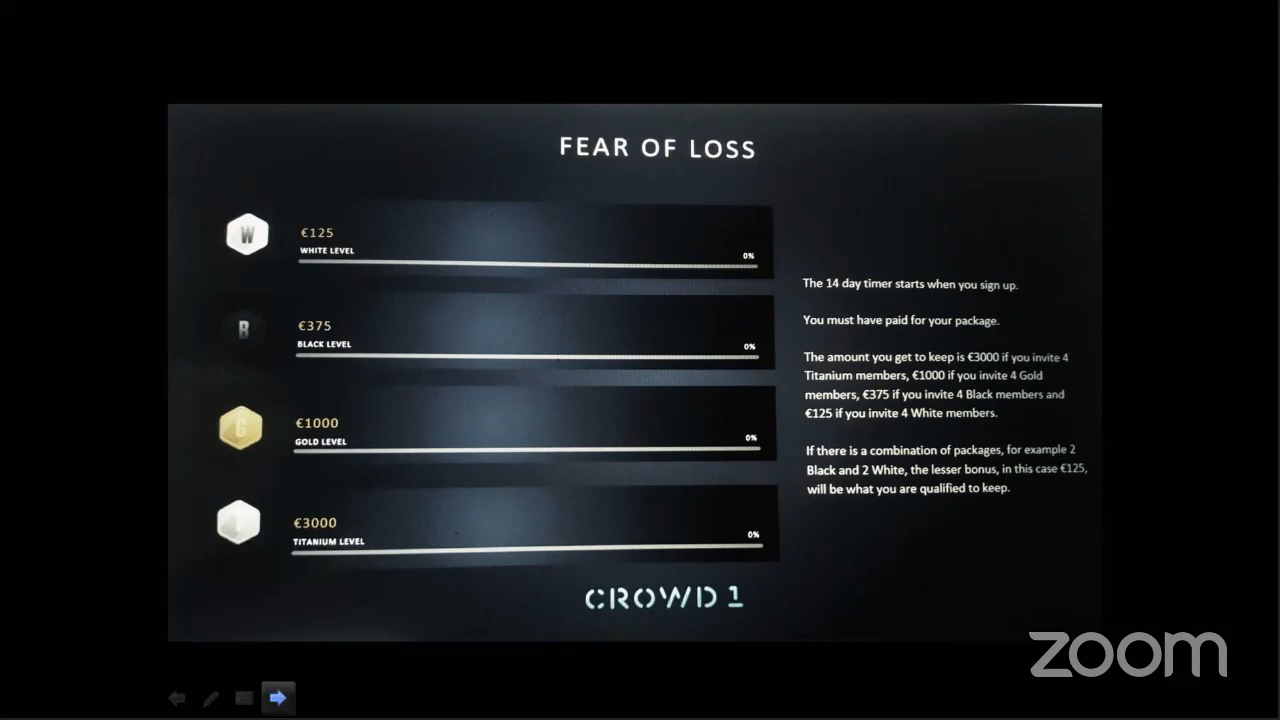 FEAR OF LOSS
W
€125
WHITE LEVEL
0%
B
€375
BLACK LEVEL
0%
G
€1000
GOLD LEVEL
0%
€3000
TITANIUM LEVEL
0%
The 14 day timer starts when you sign up.
You must have paid for your package.
The amount you get to keep is €3000 if you invite 4
Titanium members, €1000 if you invite 4 Gold
members, €375 if you invite 4 Black members and
€125 if you invite 4 White members.
If there is a combination of packages, for example 2
Black and 2 White, the lesser bonus, in this case €125,
will be what you are qualified to keep.
CROWD 1
zoom